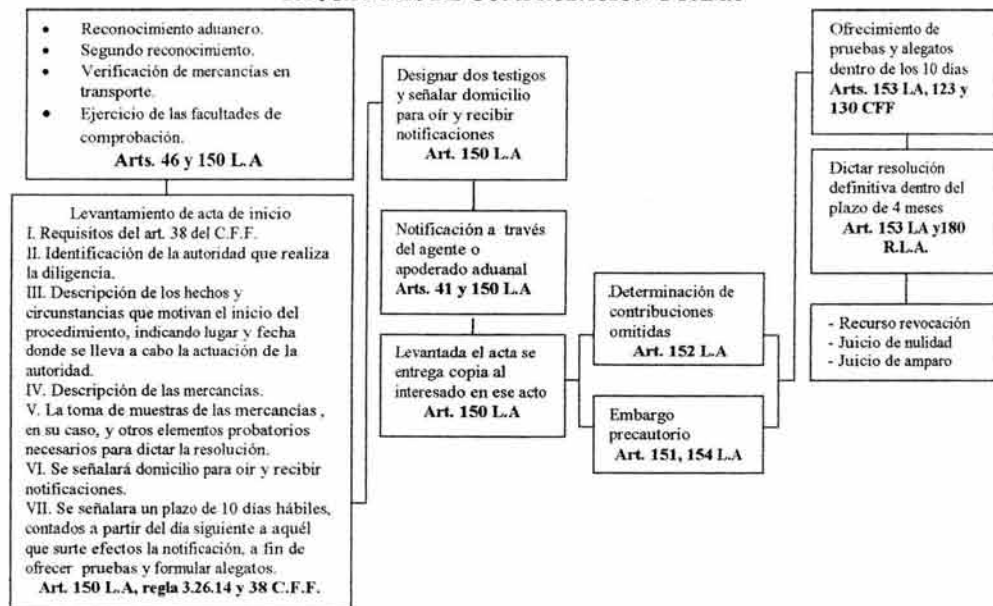 • Reconocimiento aduanero.
• Segundo reconocimiento.
• Verificación de mercancías en
transporte.
• Ejercicio de las facultades de
comprobación.
Arts. 46 y 150 L.A
Levantamiento de acta de inicio
I. Requisitos del art. 38 del C.F.F.
II. Identificación de la autoridad que realiza
la diligencia.
III. Descripción de los hechos y
circunstancias que motivan el inicio del
procedimiento, indicando lugar y fecha
donde se lleva a cabo la actuación de la
autoridad.
IV. Descripción de las mercancías.
V. La toma de muestras de las mercancías ,
en su caso, y otros elementos probatorios
necesarios para dictar la resolución.
VI. Se señalará domicilio para oír y recibir
notificaciones.
VII. Se señalara un plazo de 10 días hábiles,
contados a partir del día siguiente a aquél
que surte efectos la notificación, a fin de
ofrecer pruebas y formular alegatos.
Art. 150 L.A, regla 3.26.14 y 38 C.F.F.
Designar dos testigos
y señalar domicilio
para oír y recibir
notificaciones
Art. 150 L.A
Notificación a través
del agente o
apoderado aduanal
Arts. 41 y 150 L.A
Levantada el acta se
entrega copia al
interesado en ese acto
Art. 150 L.A
.Determinación de
contribuciones
omitidas
Art. 152 L.A
Embargo
precautorio
Art. 151, 154 L.A
Ofrecimiento de
pruebas y alegatos
dentro de los 10 días
Arts. 153 LA, 123 y
130 CFF
Dictar resolución
definitiva dentro del
plazo de 4 meses
Art. 153 LA y180
R.L.A.
- Recurso revocación
- Juicio de nulidad
- Juicio de amparo